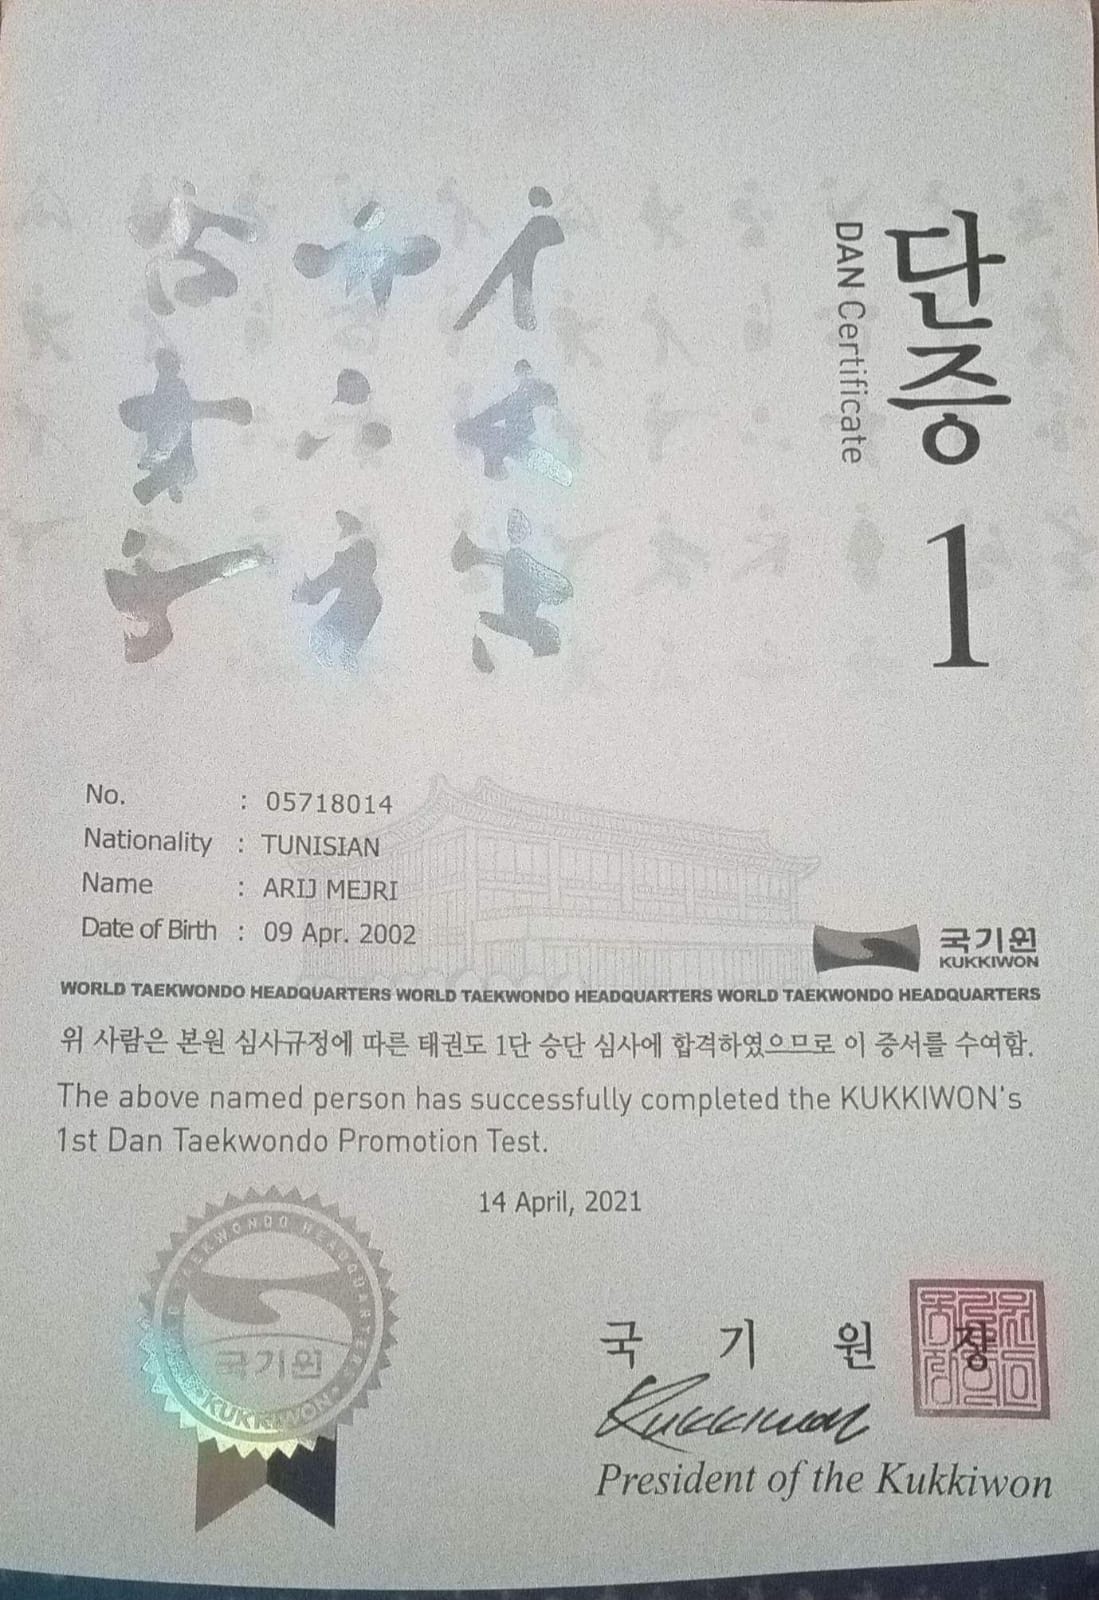 단증 1
DAN Certificate
No. : 05718014
Nationality : TUNISIAN
Name : ARIJ MEJRI
Date of Birth : 09 Apr. 2002
국기원
KUKKIWON
WORLD TAEKWONDO HEADQUARTERS WORLD TAEKWONDO HEADQUARTERS WORLD TAEKWONDO HEADQUARTERS
위 사람은 본원 심사규정에 따른 태권도 1단 승단 심사에 합격하였으므로 이 증서를 수여함.
The above named person has successfully completed the KUKKIWON's
1st Dan Taekwondo Promotion Test.
14 April, 2021
TAEKWONDO HEADQUARTERS
국기원
KUKKIWON
국 기 원 장
Kukkiwon
President of the Kukkiwon